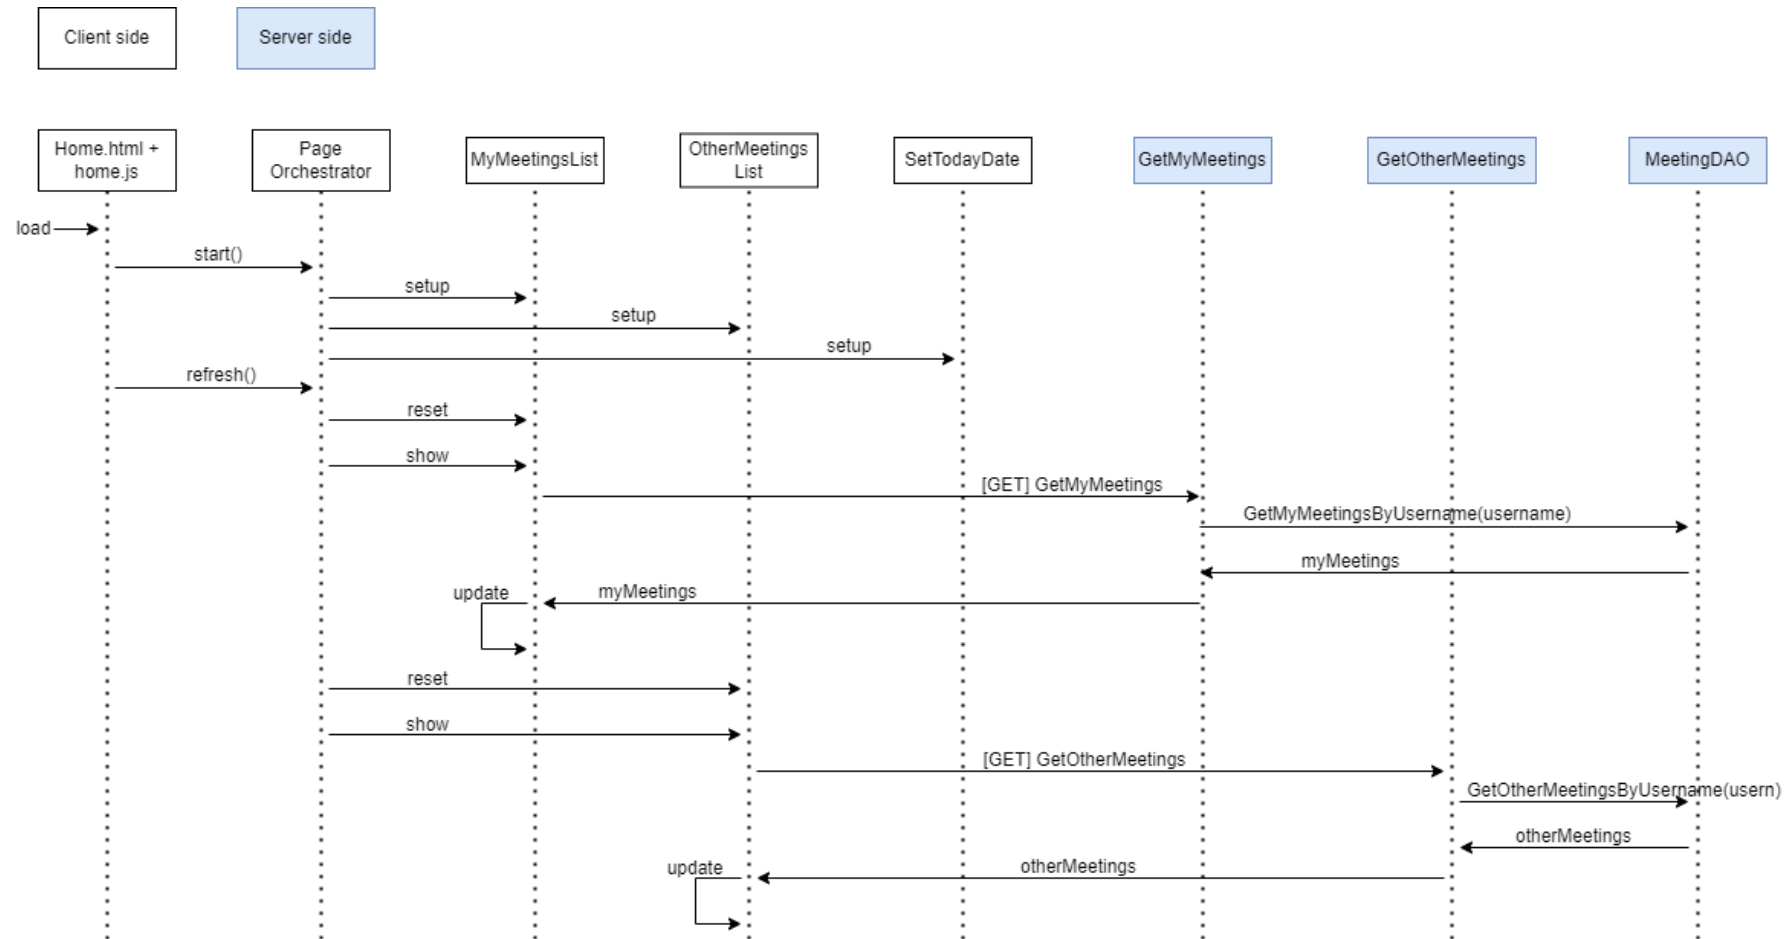 Client side
Server side
Home.html +
home.js
Page
Orchestrator
MyMeetingsList
OtherMeetings
List
SetTodayDate
GetMyMeetings
GetOtherMeetings
MeetingDAO
load
start()
setup
setup
setup
refresh()
reset
show
[GET] GetMyMeetings
GetMyMeetingsByUsername(username)
myMeetings
myMeetings
update
reset
show
[GET] GetOtherMeetings
GetOtherMeetingsByUsername(usern)
otherMeetings
otherMeetings
update